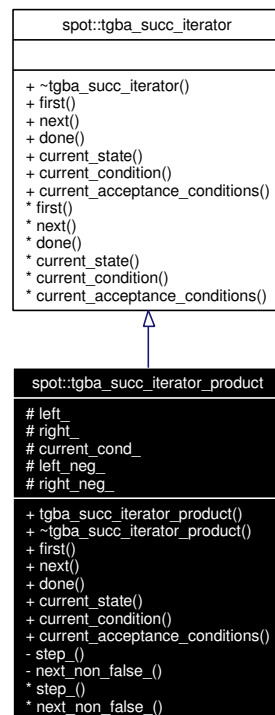 spot::tgba_succ_iterator
+ ~tgba_succ_iterator()
+ first()
+ next()
+ done()
+ current_state()
+ current_condition()
+ current_acceptance_conditions()
* first()
* next()
* done()
* current_state()
* current_condition()
* current_acceptance_conditions()
spot::tgba_succ_iterator_product
# left_
# right_
# current_cond_
# left_neg_
# right_neg_
+ tgba_succ_iterator_product()
+ ~tgba_succ_iterator_product()
+ first()
+ next()
+ done()
+ current_state()
+ current_condition()
+ current_acceptance_conditions()
- step_()
- next_non_false_()
* step_()
* next_non_false_()